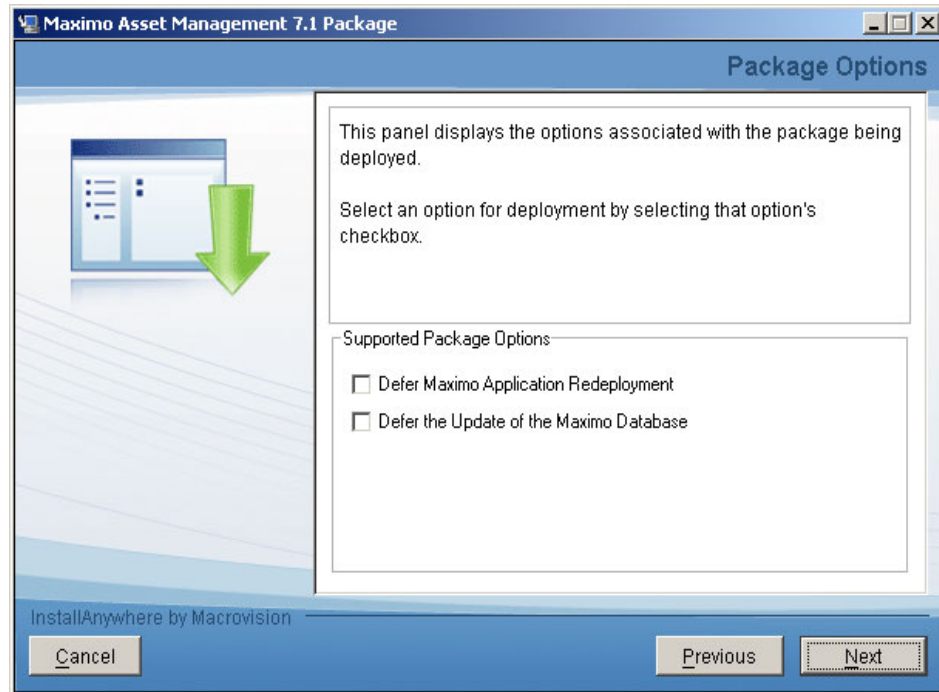 Maximo Asset Management 7.1 Package
Package Options
This panel displays the options associated with the package being
deployed.
Select an option for deployment by selecting that option's
checkbox.
Supported Package Options
Defer Maximo Application Redeployment
Defer the Update of the Maximo Database
InstallAnywhere by Macrovision
Cancel
Previous
Next